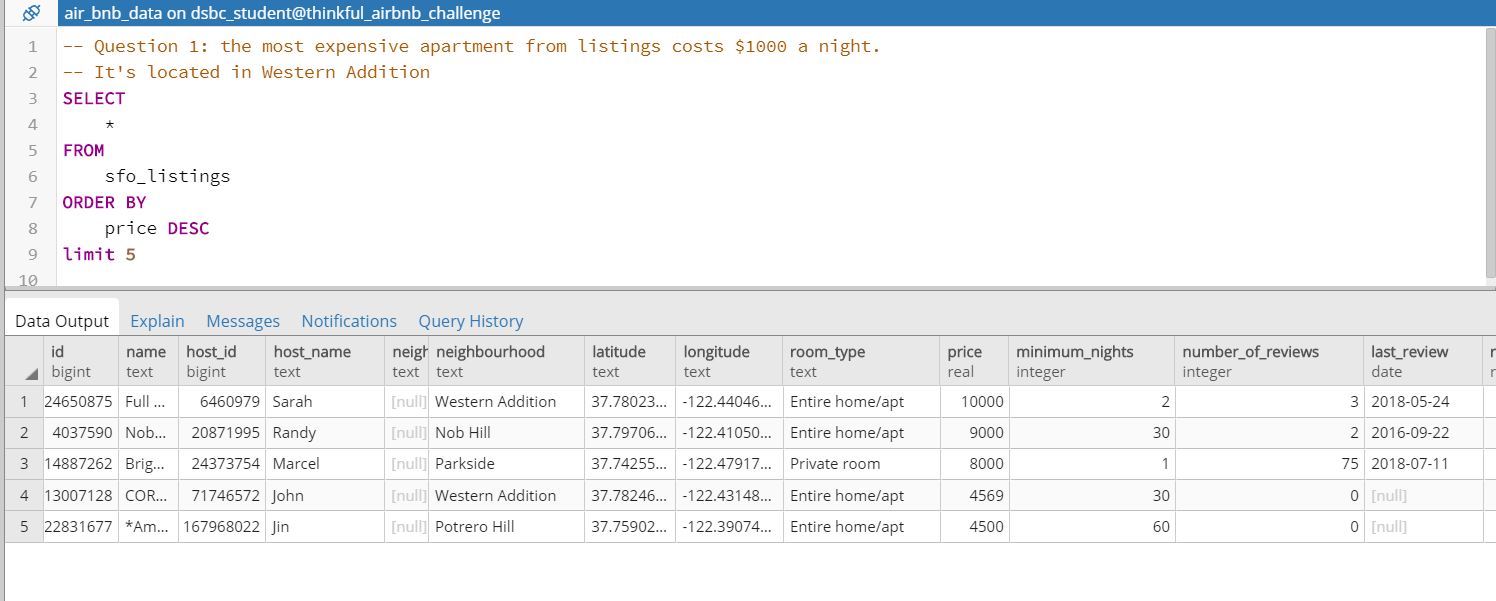 air_bnb_data on dsbc_student@thinkful_airbnb_challenge
1 -- Question 1: the most expensive apartment from listings costs $1000 a night.
2 -- It's located in Western Addition
3 SELECT
4 *
5 FROM
6 sfo_listings
7 ORDER BY
8 price DESC
9 limit 5
10
Data Output Explain Messages Notifications Query History
id name host_id host_name neigh neighbourhood latitude longitude room_type price minimum_nights number_of_reviews last_review r
bigint text bigint text text text text text text real integer integer date r
1 24650875 Full ... 6460979 Sarah [null] Western Addition 37.78023... -122.44046... Entire home/apt 10000 2 3 2018-05-24
2 4037590 Nob... 20871995 Randy [null] Nob Hill 37.79706... -122.41050... Entire home/apt 9000 30 2 2016-09-22
3 14887262 Brig... 24373754 Marcel [null] Parkside 37.74255... -122.47917... Private room 8000 1 75 2018-07-11
4 13007128 COR... 71746572 John [null] Western Addition 37.78246... -122.43148... Entire home/apt 4569 30 0 [null]
5 22831677 *Am... 167968022 Jin [null] Potrero Hill 37.75902... -122.39074... Entire home/apt 4500 60 0 [null]